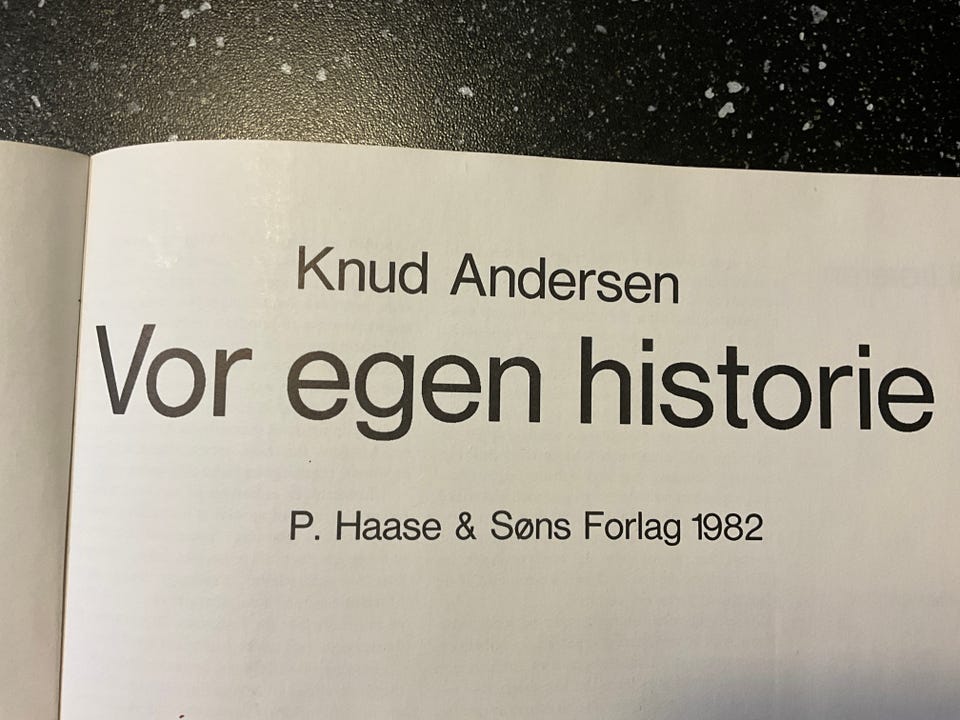 Knud Andersen
Vor egen historie
P. Haase & Søns Forlag 1982